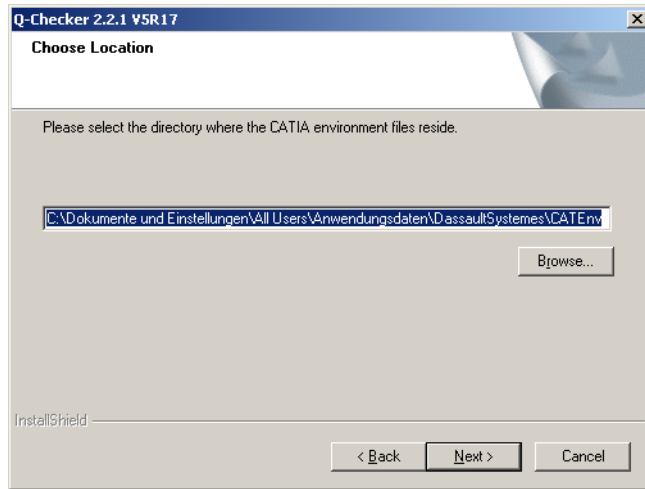 Q-Checker 2.2.1 V5R17
Choose Location
Please select the directory where the CATIA environment files reside.
C:\Dokumente und Einstellungen\All Users\Anwendungsdaten\DassaultSystemes\CATEnv
Browse...
InstallShield
< Back Next > Cancel